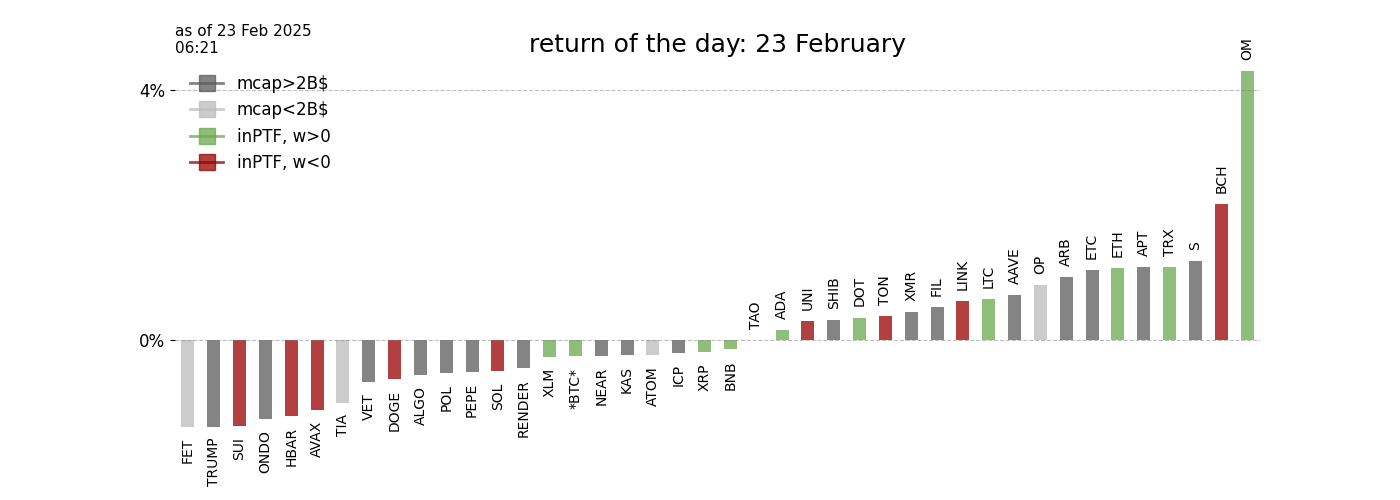 as of 23 Feb 2025
06:21
return of the day: 23 February
mcap>2B$
mcap<2B$
inPTF, w>0
inPTF, w<0
4%
0%
FET
TRUMP
SUI
ONDO
HBAR
AVAX
TIA
VET
DOGE
ALGO
POL
PEPE
SOL
RENDER
XLM
*BTC*
NEAR
KAS
ATOM
ICP
XRP
BNB
TAO
ADA
UNI
SHIB
DOT
TON
XMR
FIL
LINK
LTC
AAVE
OP
ARB
ETC
ETH
APT
TRX
S
BCH
OM